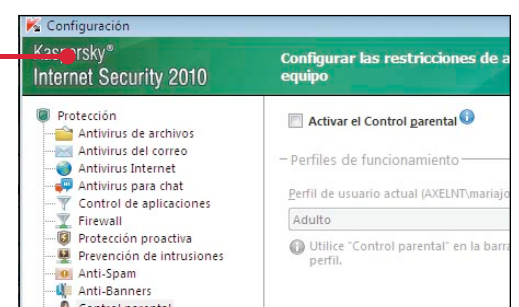 Configuración
Kaspersky®
Internet Security 2010
Configurar las restricciones de a
equipo
Protección
Antivirus de archivos
Antivirus del correo
Antivirus Internet
Antivirus para chat
Control de aplicaciones
Firewall
Protección proactiva
Prevención de intrusiones
Anti-Spam
Anti-Banners
Control parental
Activar el Control parental
Perfiles de funcionamiento
Perfil de usuario actual (AXELNT\mariajo
Adulto
Utilice "Control parental" en la barra
perfil.